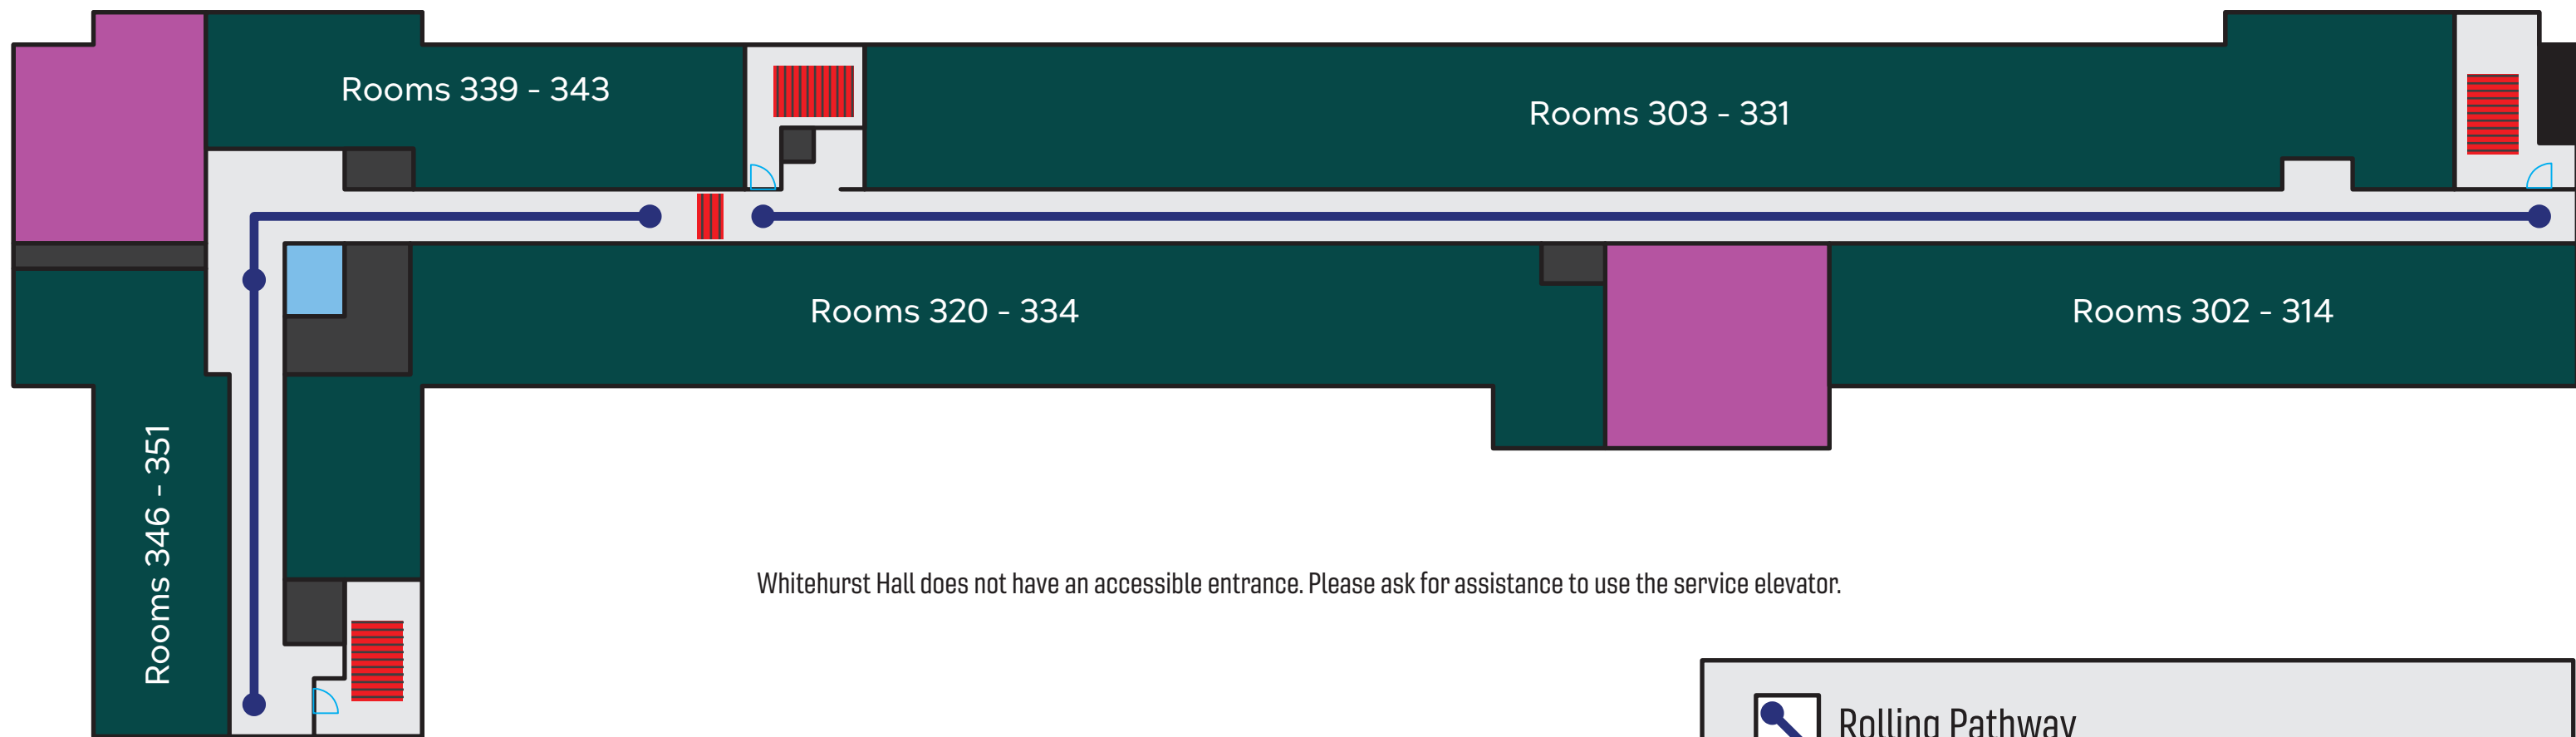 Rooms 339 - 343
Rooms 303 - 331
Rooms 320 - 334
Rooms 302 - 314
Rooms 346 - 351
Whitehurst Hall does not have an accessible entrance. Please ask for assistance to use the service elevator.
Rolling Pathway